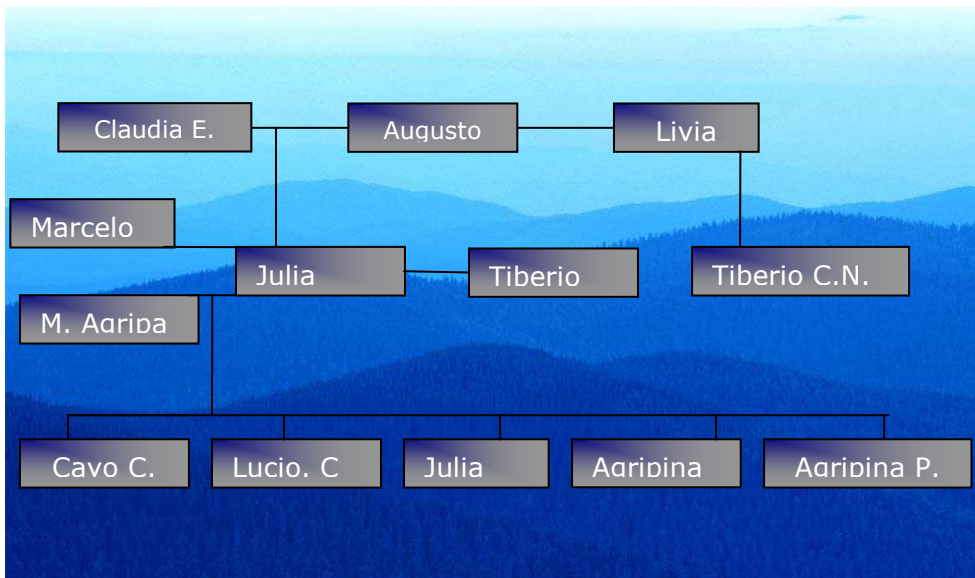 Claudia E.
Augusto
Livia
Marcelo
Julia
Tiberio
Tiberio C.N.
M. Agripa
Cayo C.
Lucio. C
Julia
Agripina
Agripina P.